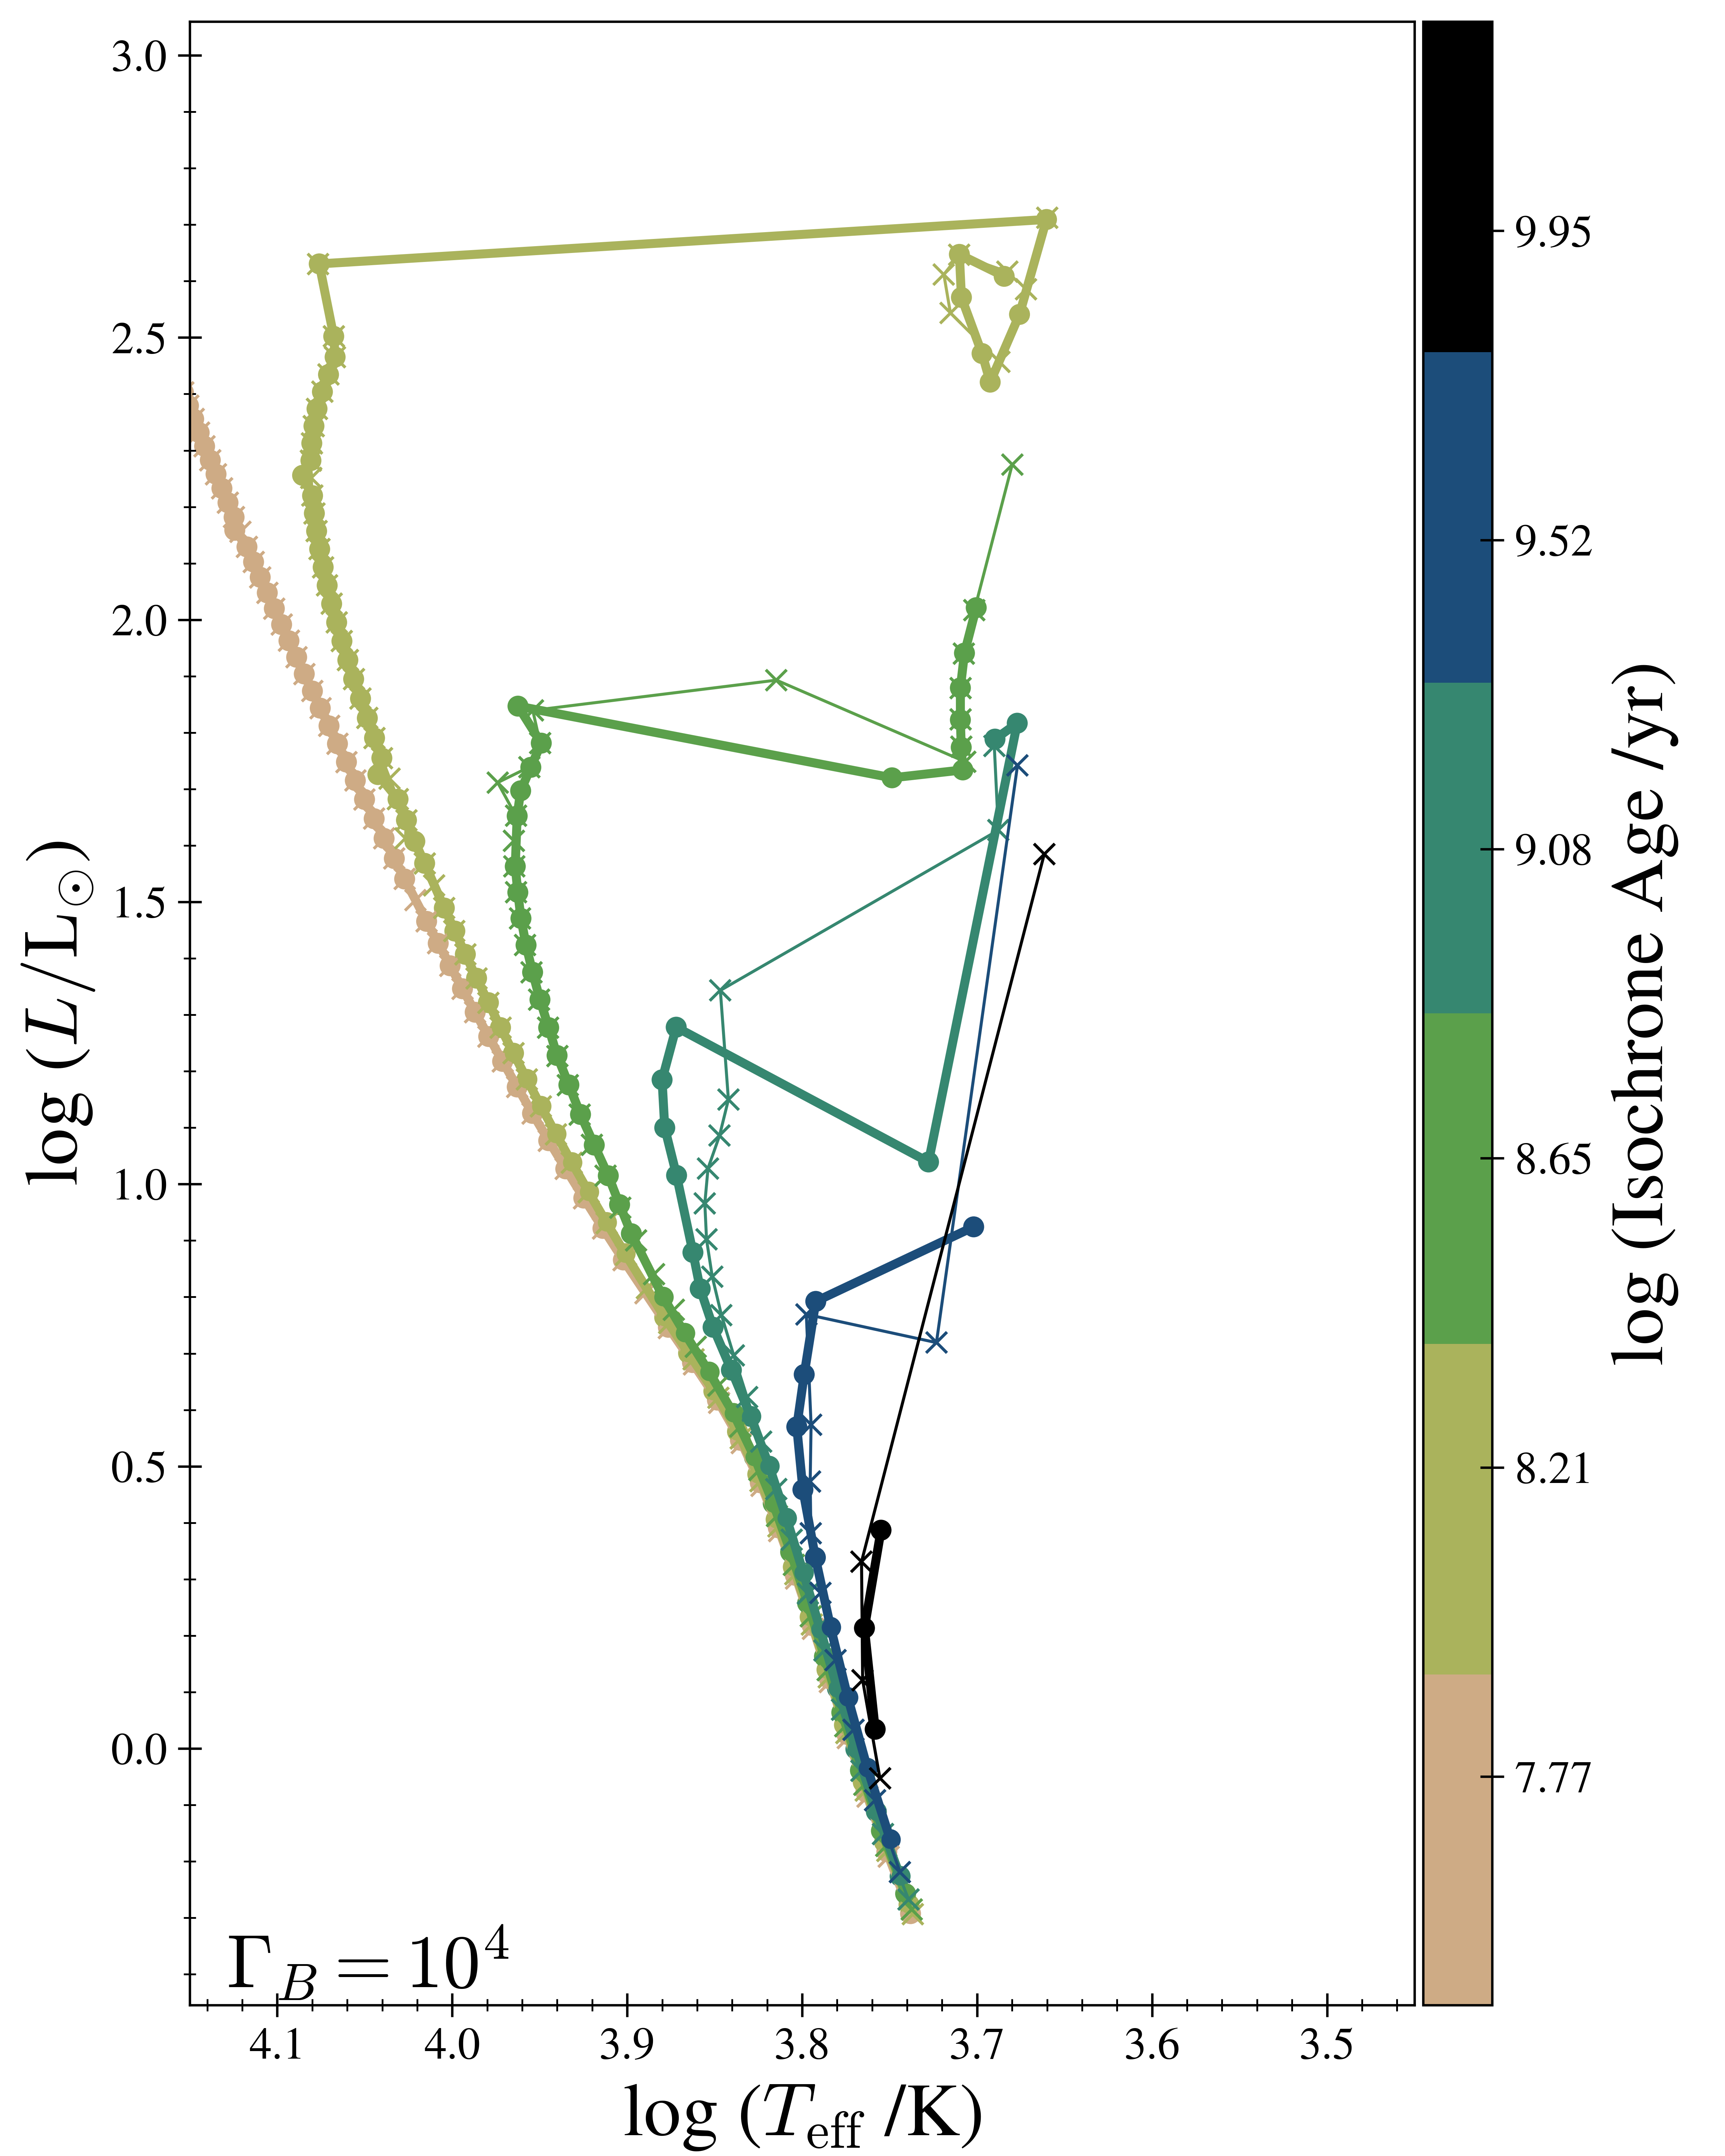 3.0
2.5
2.0
1.5
1.0
0.5
0.0
log (L//L☉)
Γ_B = 10⁴
4.1 4.0 3.9 3.8 3.7 3.6 3.5
log (T_eff /K)
9.95
9.52
9.08
8.65
8.21
7.77
log (Isochrone Age /yr)